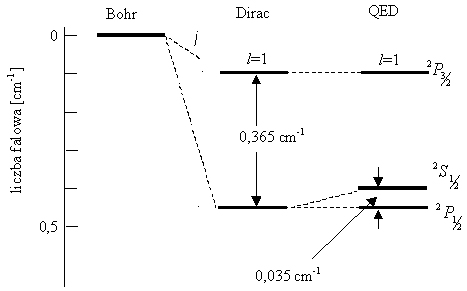 Bohr Dirac QED
0
j
l=1 l=1 ²P₃⁄₂
liczba falowa [cm⁻¹]
0,365 cm⁻¹
²S₁⁄₂
0,5 ²P₁⁄₂
0,035 cm⁻¹